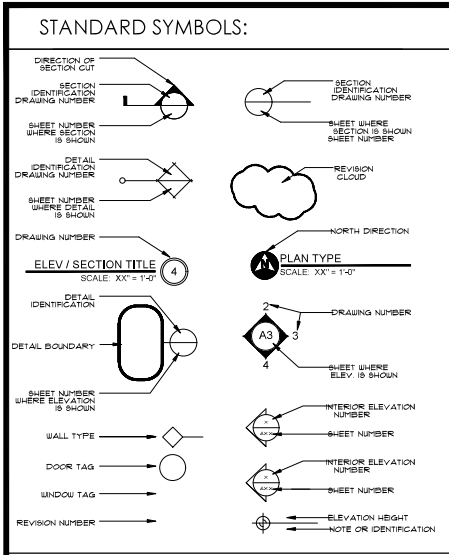 STANDARD SYMBOLS:
DIRECTION OF
SECTION CUT
SECTION
IDENTIFICATION
DRAWING NUMBER
SHEET NUMBER
WHERE SECTION
IS SHOWN
SECTION
IDENTIFICATION
DRAWING NUMBER
SHEET WHERE
SECTION IS SHOWN
SHEET NUMBER
DETAIL
IDENTIFICATION
DRAWING NUMBER
SHEET NUMBER
WHERE DETAIL
IS SHOWN
REVISION
CLOUD
DRAWING NUMBER
ELEV / SECTION TITLE
4
SCALE: XX" = 1'-0"
NORTH DIRECTION
N
PLAN TYPE
SCALE: XX" = 1'-0"
DETAIL
IDENTIFICATION
DETAIL BOUNDARY
SHEET NUMBER
WHERE ELEVATION
IS SHOWN
2
DRAWING NUMBER
A3
3
4
SHEET WHERE
ELEV. IS SHOWN
WALL TYPE
DOOR TAG
WINDOW TAG
REVISION NUMBER
INTERIOR ELEVATION
NUMBER
X
AXX
SHEET NUMBER
INTERIOR ELEVATION
NUMBER
X
AXX
SHEET NUMBER
ELEVATION HEIGHT
NOTE OR IDENTIFICATION